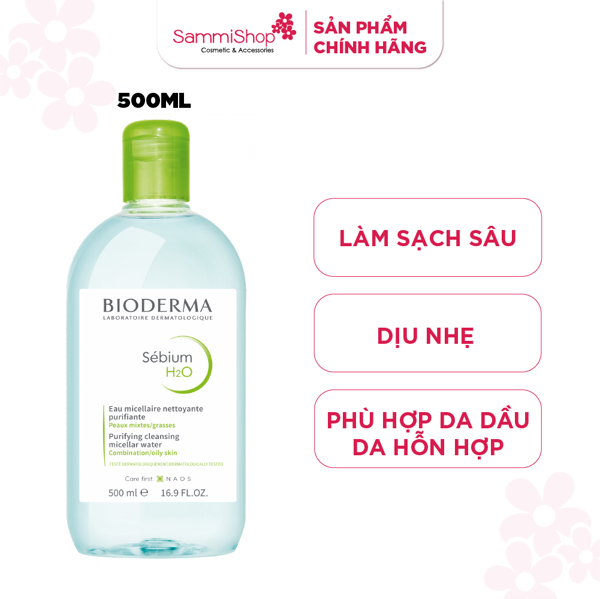 SammiShop
Cosmetic & Accessories
SẢN PHẨM
CHÍNH HÃNG
500ML
BIODERMA
LABORATOIRE DERMATOLOGIQUE
Sébium
H2O
Eau micellaire nettoyante
purifiante
Peaux mixtes/grasses
Purifying cleansing
micellar water
Combination/oily skin
TESTÉ DERMATOLOGIQUEMENT/DERMATOLOGICALLY TESTED
Care first NAOS
500 ml ℮ 16.9 FL.OZ.
LÀM SẠCH SÂU
DỊU NHẸ
PHÙ HỢP DA DẦU
DA HỖN HỢP